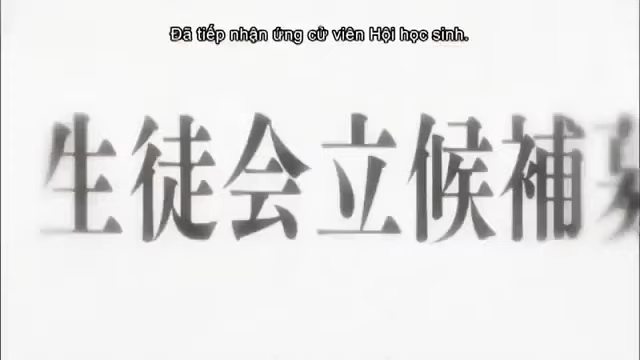 Đã tiếp nhận ứng cử viên Hội học sinh.
生徒会立候補